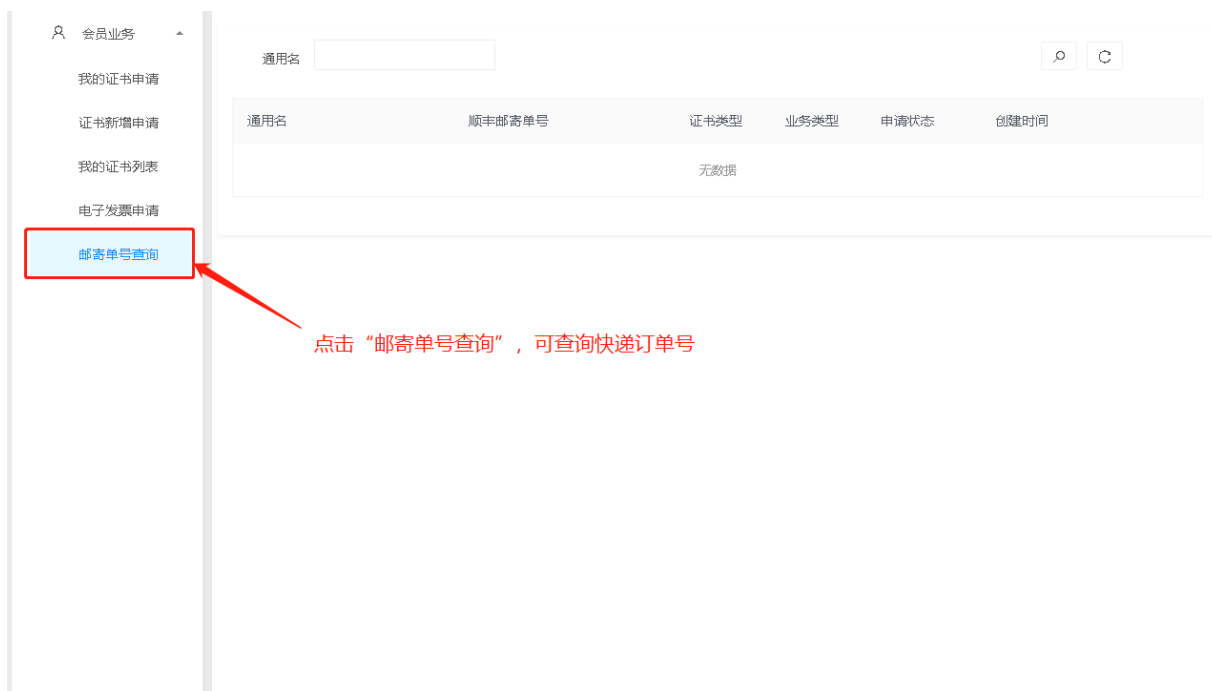 会员业务
我的证书申请
证书新增申请
我的证书列表
电子发票申请
邮寄单号查询
通用名
通用名 顺丰邮寄单号 证书类型 业务类型 申请状态 创建时间
无数据
点击“邮寄单号查询”，可查询快递订单号